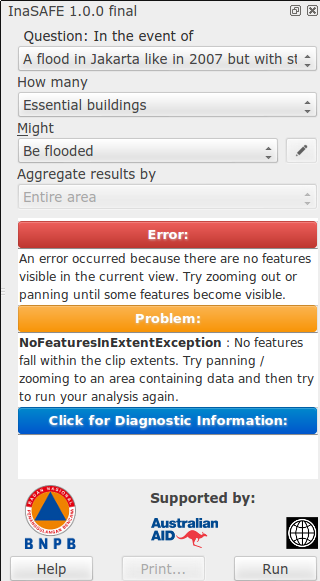 InaSAFE 1.0.0 final
Question: In the event of
A flood in Jakarta like in 2007 but with st
How many
Essential buildings
Might
Be flooded
Aggregate results by
Entire area
Error:
An error occurred because there are no features
visible in the current view. Try zooming out or
panning until some features become visible.
Problem:
NoFeaturesInExtentException : No features
fall within the clip extents. Try panning /
zooming to an area containing data and then try
to run your analysis again.
Click for Diagnostic Information:
BADAN NASIONAL
PENANGGULANGAN BENCANA
BNPB
Supported by:
Australian
AID
Help
Print...
Run